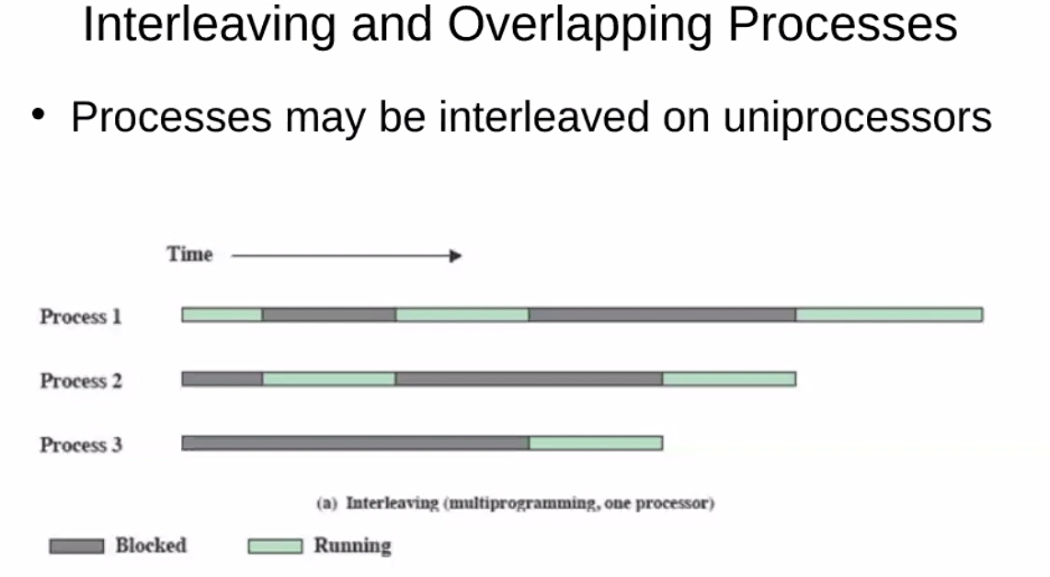 Interleaving and Overlapping Processes
• Processes may be interleaved on uniprocessors
Time
Process 1
Process 2
Process 3
(a) Interleaving (multiprogramming, one processor)
Blocked Running